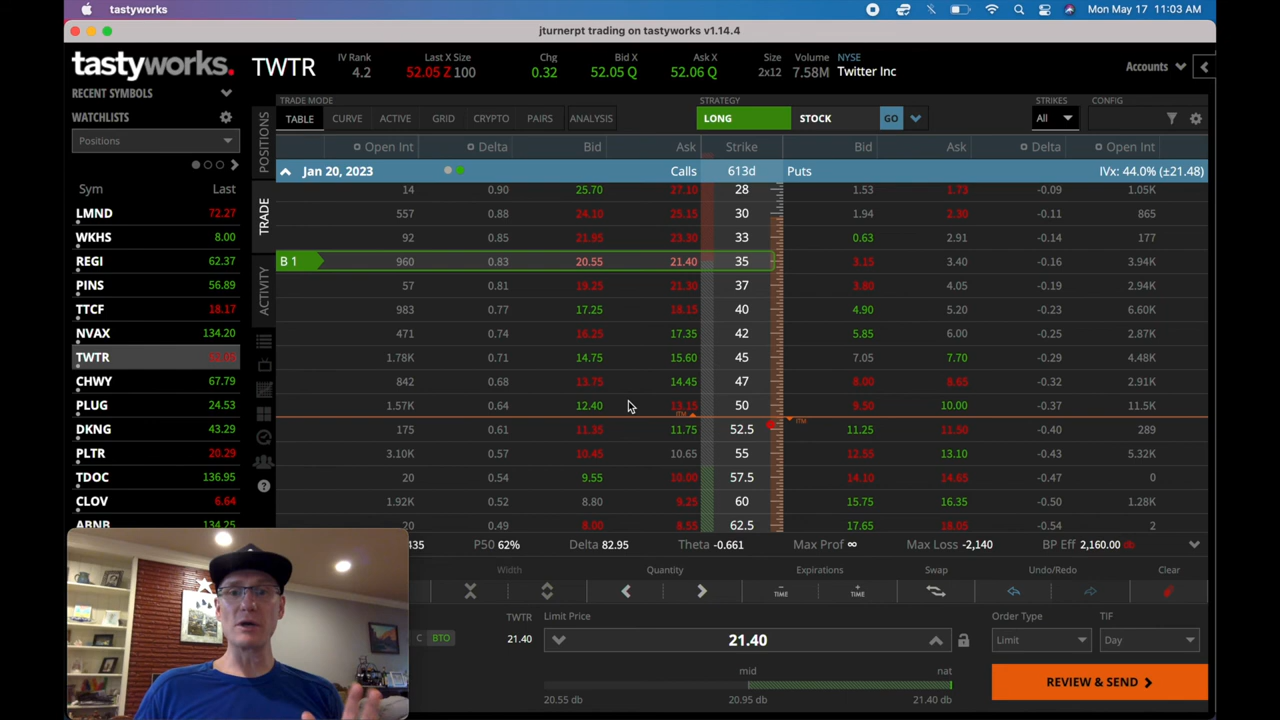 tastyworks
Mon May 17 11:03 AM
jturnerpt trading on tastyworks v1.14.4
tastyworks.
TWTR
IV Rank
4.2
Last X Size
52.05 Z 100
Chg
0.32
Bid X
52.05 Q
Ask X
52.06 Q
Size
2x12
Volume
7.58M
NYSE
Twitter Inc
Accounts
RECENT SYMBOLS
WATCHLISTS
Positions
Sym Last
LMND 72.27
WKHS 8.00
REGI 62.37
PINS 56.89
TTCF 18.17
NVAX 134.20
TWTR
CHWY 67.79
PLUG 24.53
DKNG 43.29
PLTR 20.29
TDOC 136.95
CLOV 6.64
ABNB 134.25
POSITIONS
TRADE
ACTIVITY
TRADE MODE
TABLE CURVE ACTIVE GRID CRYPTO PAIRS ANALYSIS
STRATEGY
LONG STOCK GO
STRIKES
All
CONFIG
Open Int Delta Bid Ask Strike Bid Ask Delta Open Int
Jan 20, 2023 Calls 613d Puts IVx: 44.0% (±21.48)
14 0.90 25.70 27.10 28 1.53 1.73 -0.09 1.05K
557 0.88 24.10 25.15 30 1.94 2.30 -0.11 865
92 0.85 21.95 23.30 33 0.63 2.91 -0.14 177
B 1 960 0.83 20.55 21.40 35 3.15 3.40 -0.16 3.94K
57 0.81 19.25 21.30 37 3.80 4.05 -0.19 2.94K
983 0.77 17.25 18.15 40 4.90 5.20 -0.23 6.60K
471 0.74 16.25 17.35 42 5.85 6.00 -0.25 2.87K
1.78K 0.71 14.75 15.60 45 7.05 7.70 -0.29 4.48K
842 0.68 13.75 14.45 47 8.00 8.65 -0.32 2.91K
1.57K 0.64 12.40 13.15 50 9.50 10.00 -0.37 11.5K
ITM ITM
175 0.60 11.35 11.75 52.5 11.25 11.50 -0.40 289
3.10K 0.57 10.45 10.65 55 12.55 13.10 -0.43 5.32K
20 0.54 9.55 10.00 57.5 14.10 14.65 -0.47 0
1.92K 0.52 8.80 9.25 60 15.75 16.35 -0.50 1.28K
20 0.49 8.00 8.55 62.5 17.65 18.05 -0.54 2
435 P50 62% Delta 82.95 Theta -0.661 Max Prof ∞ Max Loss -2,140 BP Eff 2,160.00 db
Width Quantity Expirations Swap Undo/Redo Clear
TIME TIME
TWTR Limit Price Order Type TIF
C BTO 21.40 21.40 Limit Day
mid nat
20.55 db 20.95 db 21.40 db
REVIEW & SEND